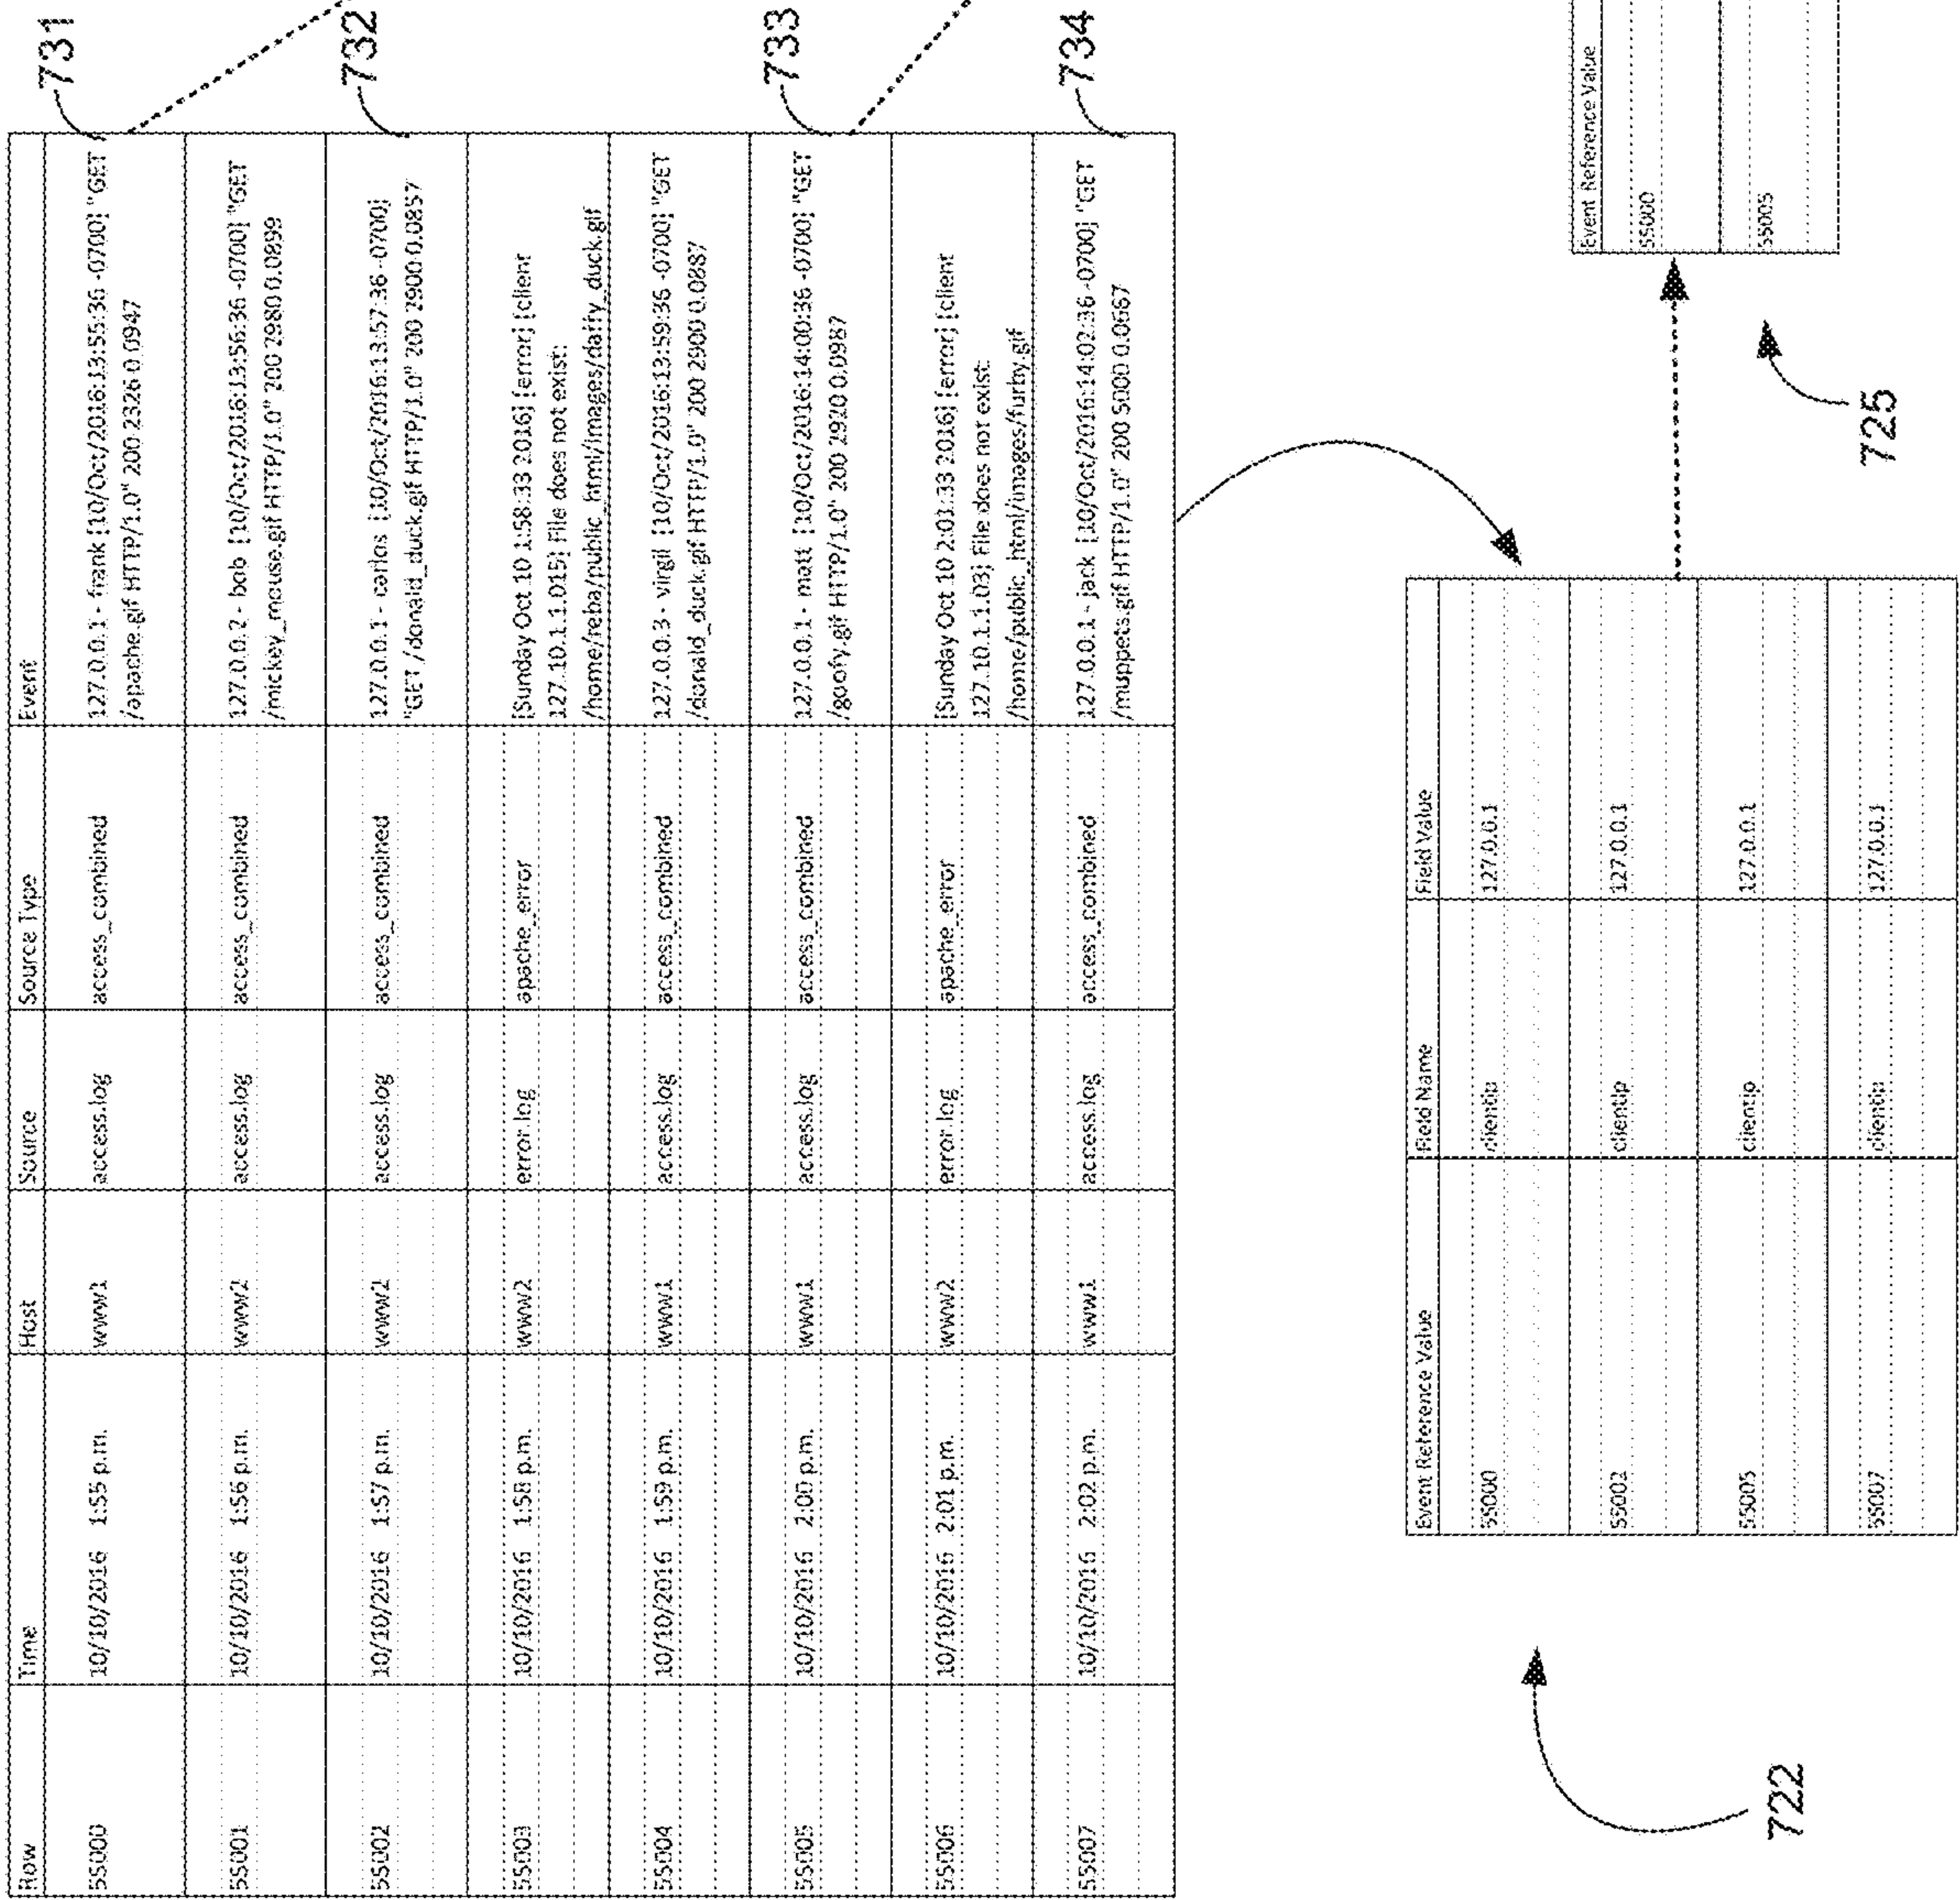 Row Time Host Source Source Type Event
55000 10/10/2016 1:55 p.m. www1 access.log access_combined 127.0.0.1 - frank [10/Oct/2016:13:55:36 -0700] "GET
/apache.gif HTTP/1.0" 200 2326 0.0947
731
55001 10/10/2016 1:56 p.m. www2 access.log access_combined 127.0.0.2 - bob [10/Oct/2016:13:56:36 -0700] "GET
/mickey_mouse.gif HTTP/1.0" 200 2980 0.0899
55002 10/10/2016 1:57 p.m. www2 access.log access_combined 127.0.0.1 - carlos [10/Oct/2016:13:57:36 -0700]
"GET /donald_duck.gif HTTP/1.0" 200 2900 0.0857
732
55003 10/10/2016 1:58 p.m. www2 error.log apache_error [Sunday Oct 10 1:58:33 2016] [error] [client
127.10.1.1.015] File does not exist:
/home/reba/public_html/images/daffy_duck.gif
55004 10/10/2016 1:59 p.m. www1 access.log access_combined 127.0.0.3 - virgil [10/Oct/2016:13:59:36 -0700] "GET
/donald_duck.gif HTTP/1.0" 200 2900 0.0887
55005 10/10/2016 2:00 p.m. www1 access.log access_combined 127.0.0.1 - matt [10/Oct/2016:14:00:36 -0700] "GET
/goofy.gif HTTP/1.0" 200 2920 0.0987
733
55006 10/10/2016 2:01 p.m. www2 error.log apache_error [Sunday Oct 10 2:01:33 2016] [error] [client
127.10.1.1.03] File does not exist:
/home/public_html/images/furby.gif
55007 10/10/2016 2:02 p.m. www1 access.log access_combined 127.0.0.1 - jack [10/Oct/2016:14:02:36 -0700] "GET
/muppets.gif HTTP/1.0" 200 5000 0.0667
734
Event Reference Value Field Name Field Value
55000 clientip 127.0.0.1
55002 clientip 127.0.0.1
55005 clientip 127.0.0.1
55007 clientip 127.0.0.1
722
Event Reference Value
55000
55005
725